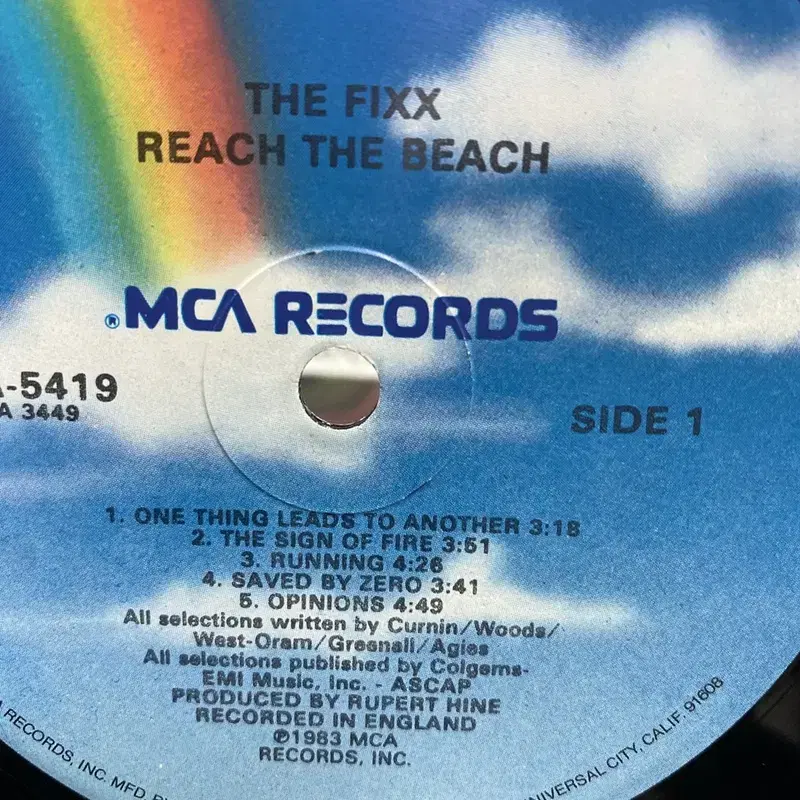 THE FIXX
REACH THE BEACH
® MCA RECORDS
-5419
A 3449
SIDE 1
1. ONE THING LEADS TO ANOTHER 3:18
2. THE SIGN OF FIRE 3:51
3. RUNNING 4:26
4. SAVED BY ZERO 3:41
5. OPINIONS 4:49
All selections written by Curnin/Woods/
West-Oram/Greenall/Agies
All selections published by Colgems-
EMI Music, Inc. - ASCAP
PRODUCED BY RUPERT HINE
RECORDED IN ENGLAND
℗1983 MCA
RECORDS, INC.
RECORDS, INC. MFD.
UNIVERSAL CITY, CALIF. 91608